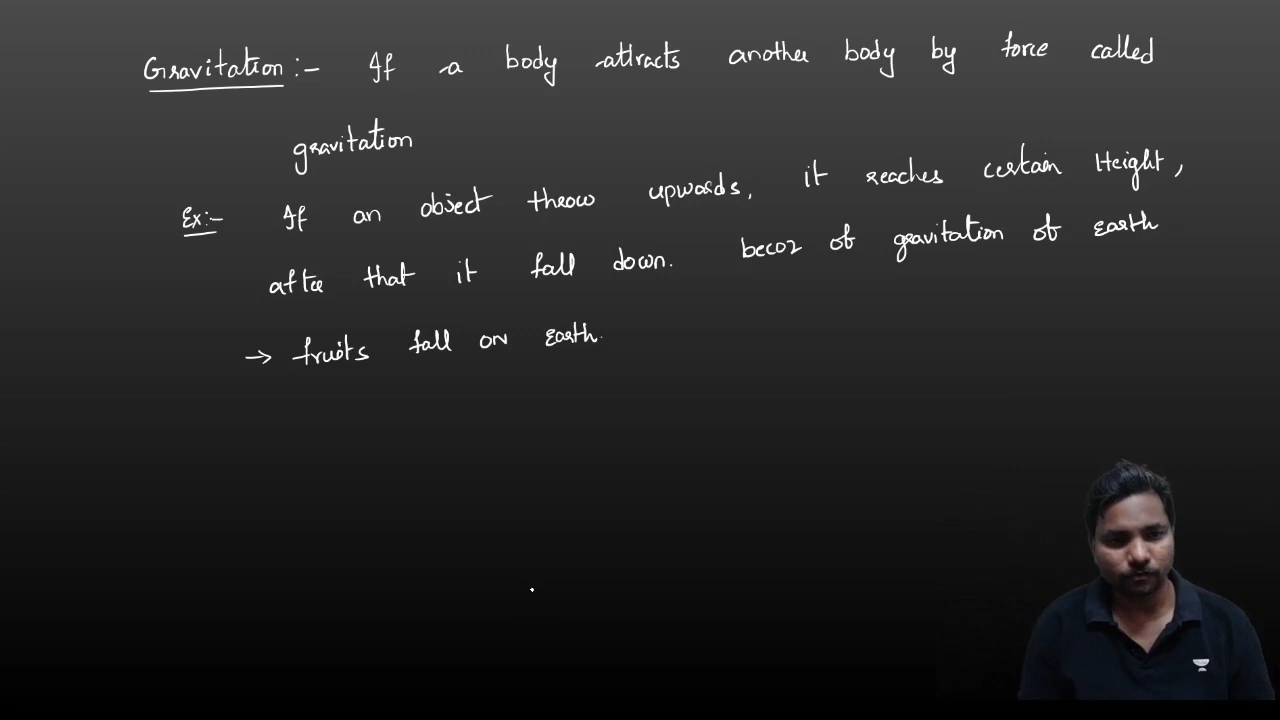 Gravitation :- If a body attracts another body by force called
gravitation
Ex:- If an object throw upwards, it reaches certain Height,
after that it fall down. becoz of gravitation of earth
→ fruits fall on Earth.